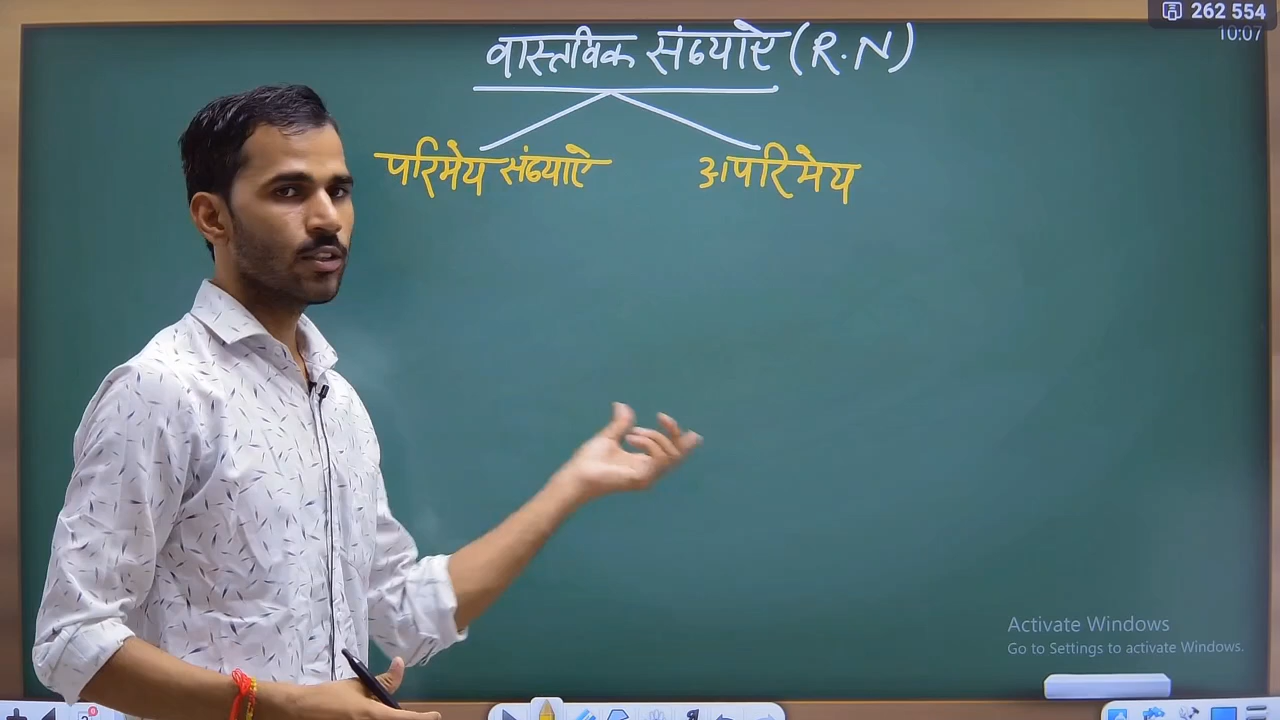 262 554
10:07
वास्तविक संख्याऐ (R.N)
परिमेय संख्याऐ अपरिमेय
Activate Windows
Go to Settings to activate Windows.